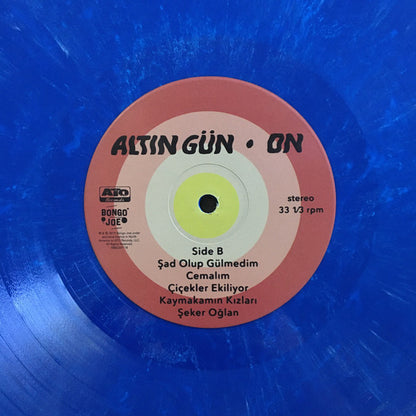 ALTIN GÜN • ON
ATO
Records
BONGO
JOE
stereo
33 1/3 rpm
Side B
Şad Olup Gülmedim
Cemalım
Çiçekler Ekiliyor
Kaymakamın Kızları
Şeker Oğlan